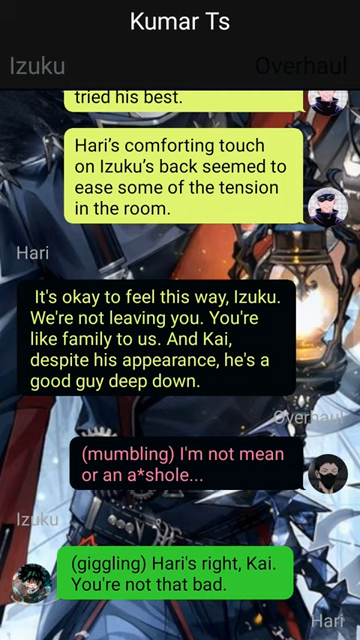 Kumar Ts
Izuku
Overhaul
tried his best.
Hari’s comforting touch
on Izuku’s back seemed to
ease some of the tension
in the room.
Hari
It's okay to feel this way, Izuku.
We're not leaving you. You're
like family to us. And Kai,
despite his appearance, he's a
good guy deep down.
Overhaul
(mumbling) I'm not mean
or an a*shole...
Izuku
(giggling) Hari's right, Kai.
You're not that bad.
Hari